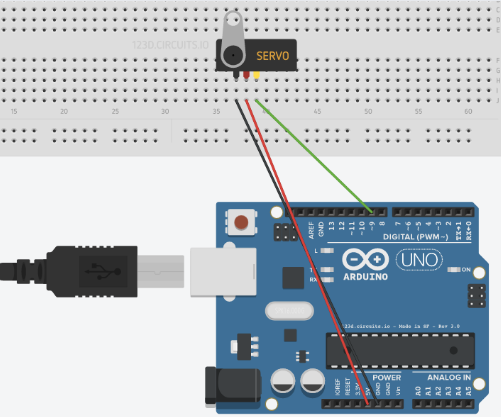 123D.CIRCUITS.IO
SERVO
15 20 25 30 35 45 50 55 60
AREF
GND
13
12
~11
~10
~9
8
7
~6
~5
4
~3
2
TX→1
RX←0
DIGITAL (PWM~)
L
TX
RX
ARDUINO
UNO
ON
123d.circuits.io - Made in SF - Rev 2.0
POWER
ANALOG IN
IOREF
RESET
3.3V
5V
GND
GND
Vin
A0
A1
A2
A3
A4
A5